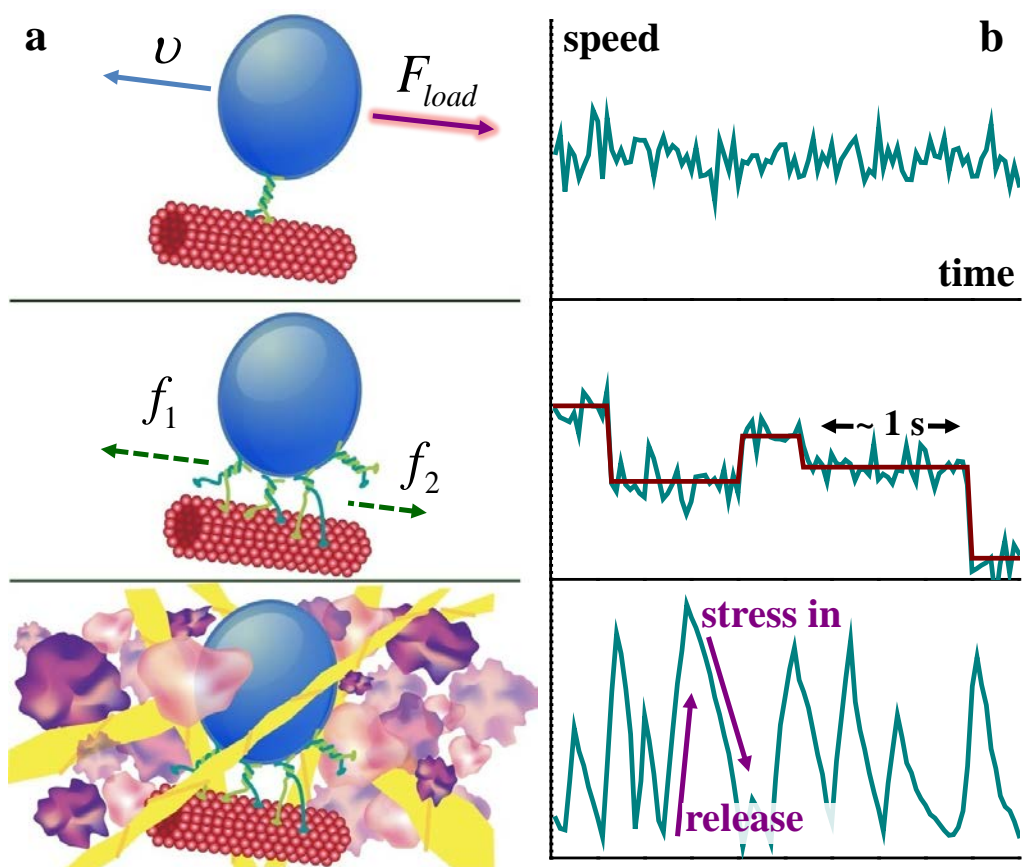 a
υ
F_load
f_1
f_2
speed
b
time
~ 1 s
stress in
release